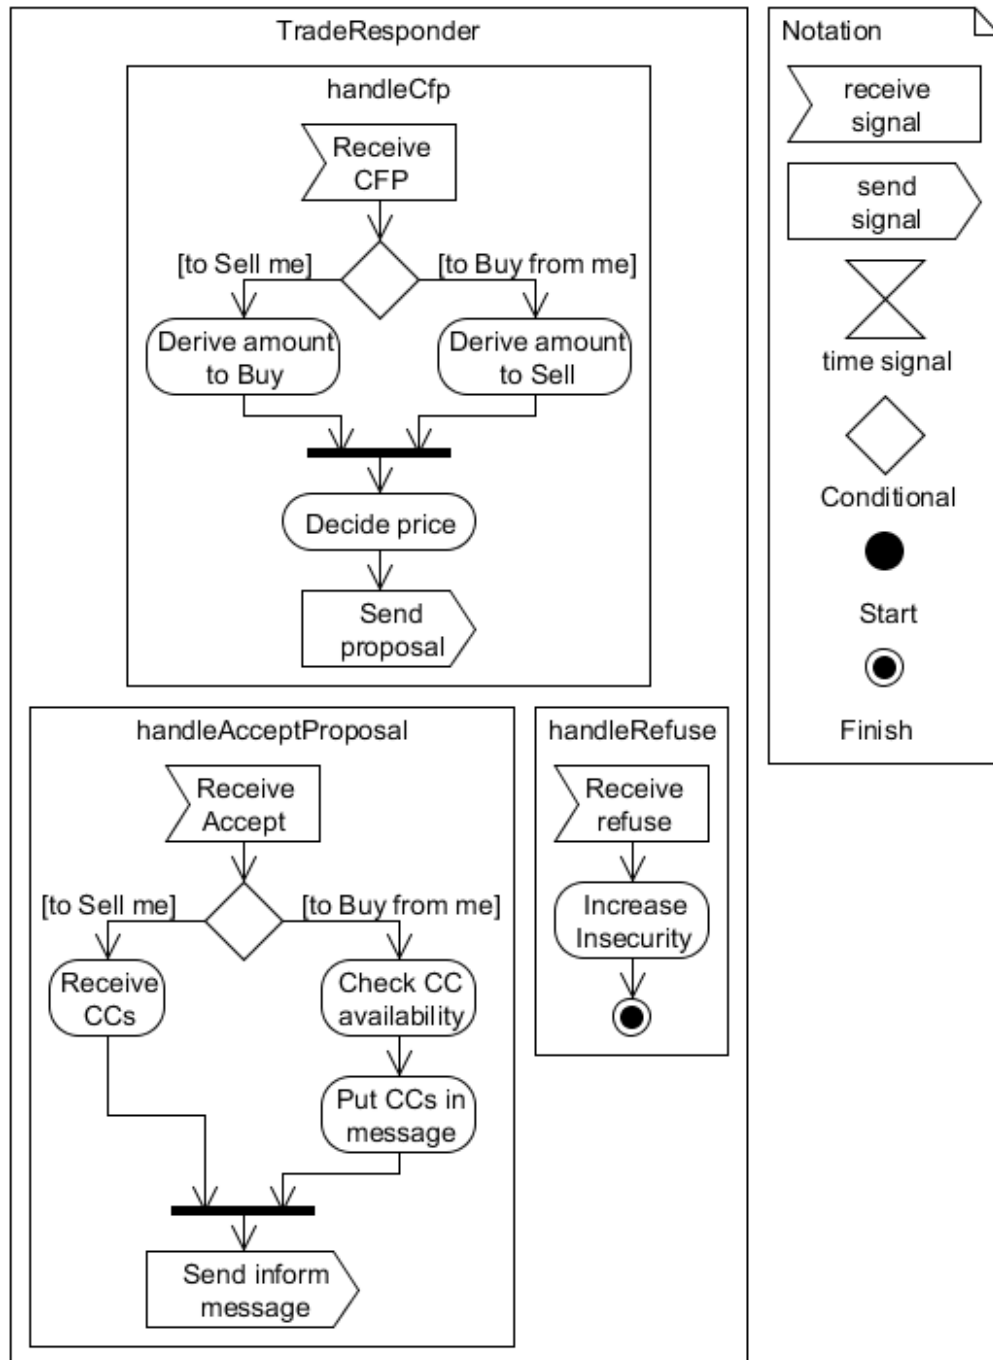 TradeResponder
handleCfp
Receive
CFP
[to Sell me]
[to Buy from me]
Derive amount
to Buy
Derive amount
to Sell
Decide price
Send
proposal
handleAcceptProposal
Receive
Accept
[to Sell me]
[to Buy from me]
Receive
CCs
Check CC
availability
Put CCs in
message
Send inform
message
handleRefuse
Receive
refuse
Increase
Insecurity
Notation
receive
signal
send
signal
time signal
Conditional
Start
Finish